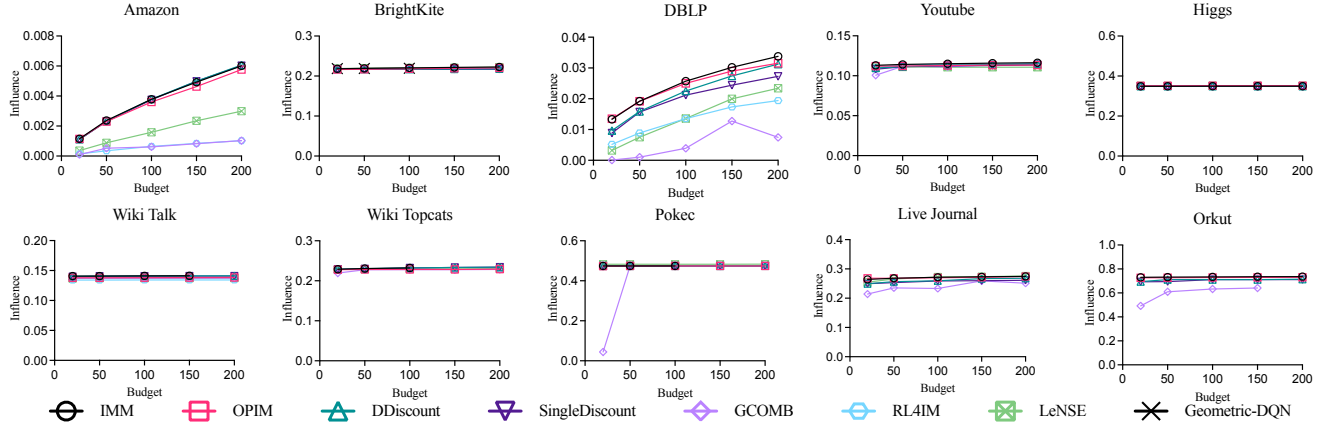 Amazon
BrightKite
DBLP
Youtube
Higgs
0.008
0.006
0.004
0.002
0.000
Influence
0 50 100 150 200
Budget
0.3
0.2
0.1
0.0
Influence
0 50 100 150 200
Budget
0.04
0.03
0.02
0.01
0.00
Influence
0 50 100 150 200
Budget
0.15
0.10
0.05
0.00
Influence
0 50 100 150 200
Budget
0.6
0.4
0.2
0.0
Influence
0 50 100 150 200
Budget
Wiki Talk
Wiki Topcats
Pokec
Live Journal
Orkut
0.20
0.15
0.10
0.05
0.00
Influence
0 50 100 150 200
Budget
0.3
0.2
0.1
0.0
Influence
0 50 100 150 200
Budget
0.6
0.4
0.2
0.0
Influence
0 50 100 150 200
Budget
0.4
0.3
0.2
0.1
0.0
Influence
0 50 100 150 200
Budget
1.0
0.8
0.6
0.4
0.2
0.0
Influence
0 50 100 150 200
Budget
IMM OPIM DDiscount SingleDiscount GCOMB RL4IM LeNSE Geometric-DQN